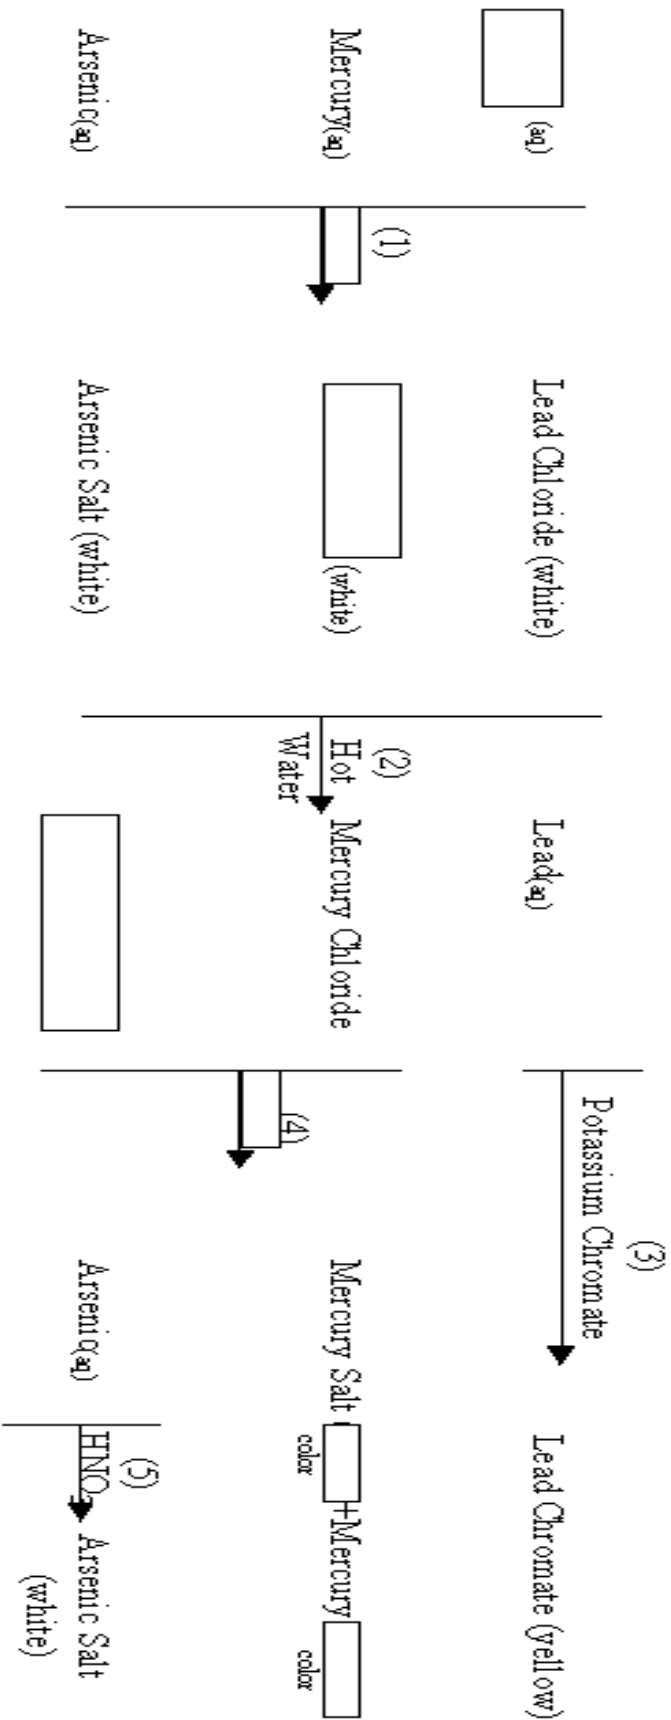 (aq)
Mercury(aq)
Arsenic(aq)
(1)
Lead Chloride (white)
(white)
Arsenic Salt (white)
(2)
Hot
Water
Lead(aq)
Mercury Chloride
(3)
Potassium Chromate
(4)
Lead Chromate (yellow)
Mercury Salt (
color
+Mercury
color
Arsenic(aq)
(5)
HNO
Arsenic Salt
(white)